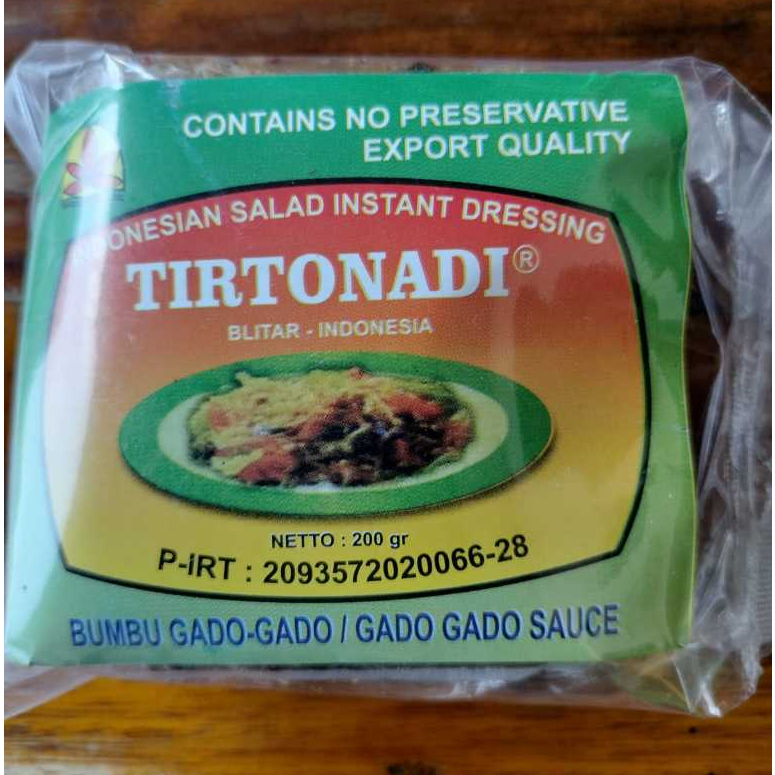 CONTAINS NO PRESERVATIVE
EXPORT QUALITY
INDONESIAN SALAD INSTANT DRESSING
TIRTONADI®
BLITAR - INDONESIA
NETTO : 200 gr
P-iRT : 2093572020066-28
BUMBU GADO-GADO / GADO GADO SAUCE